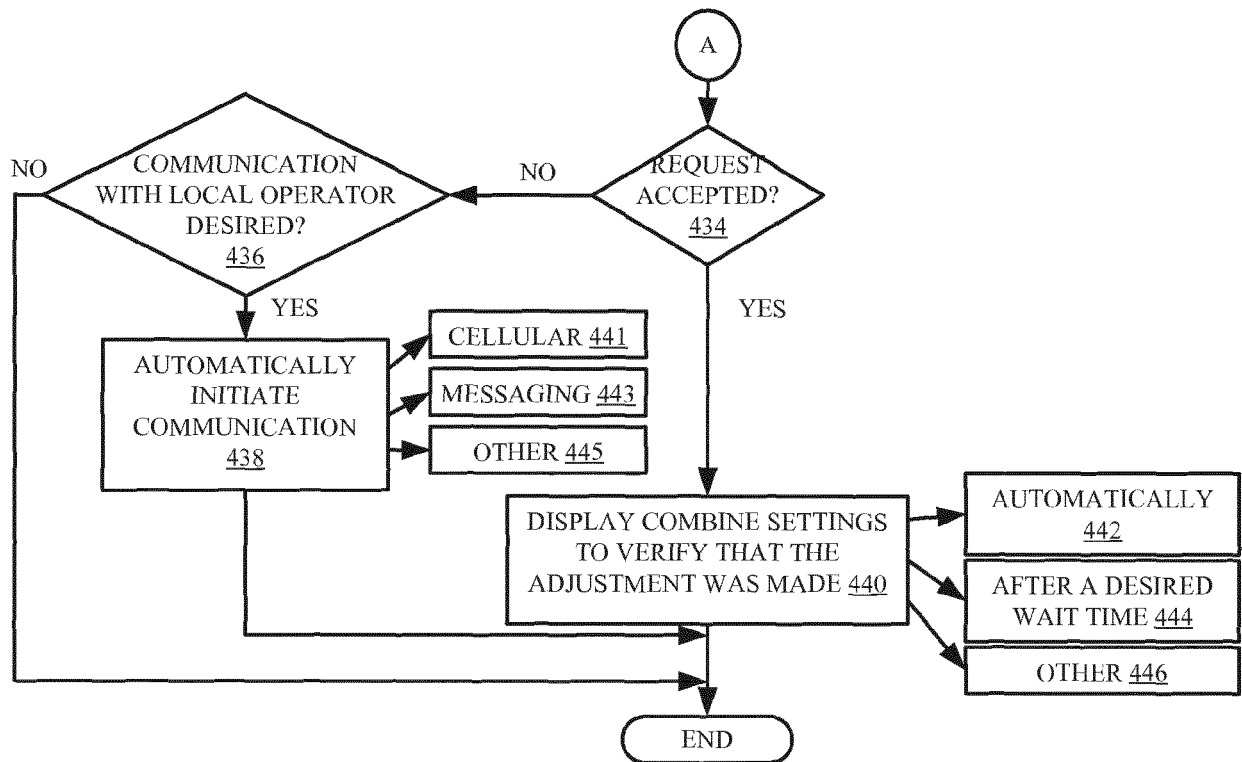 A
REQUEST
ACCEPTED?
434
NO
YES
COMMUNICATION
WITH LOCAL OPERATOR
DESIRED?
436
NO
YES
AUTOMATICALLY
INITIATE
COMMUNICATION
438
CELLULAR 441
MESSAGING 443
OTHER 445
DISPLAY COMBINE SETTINGS
TO VERIFY THAT THE
ADJUSTMENT WAS MADE 440
AUTOMATICALLY
442
AFTER A DESIRED
WAIT TIME 444
OTHER 446
END